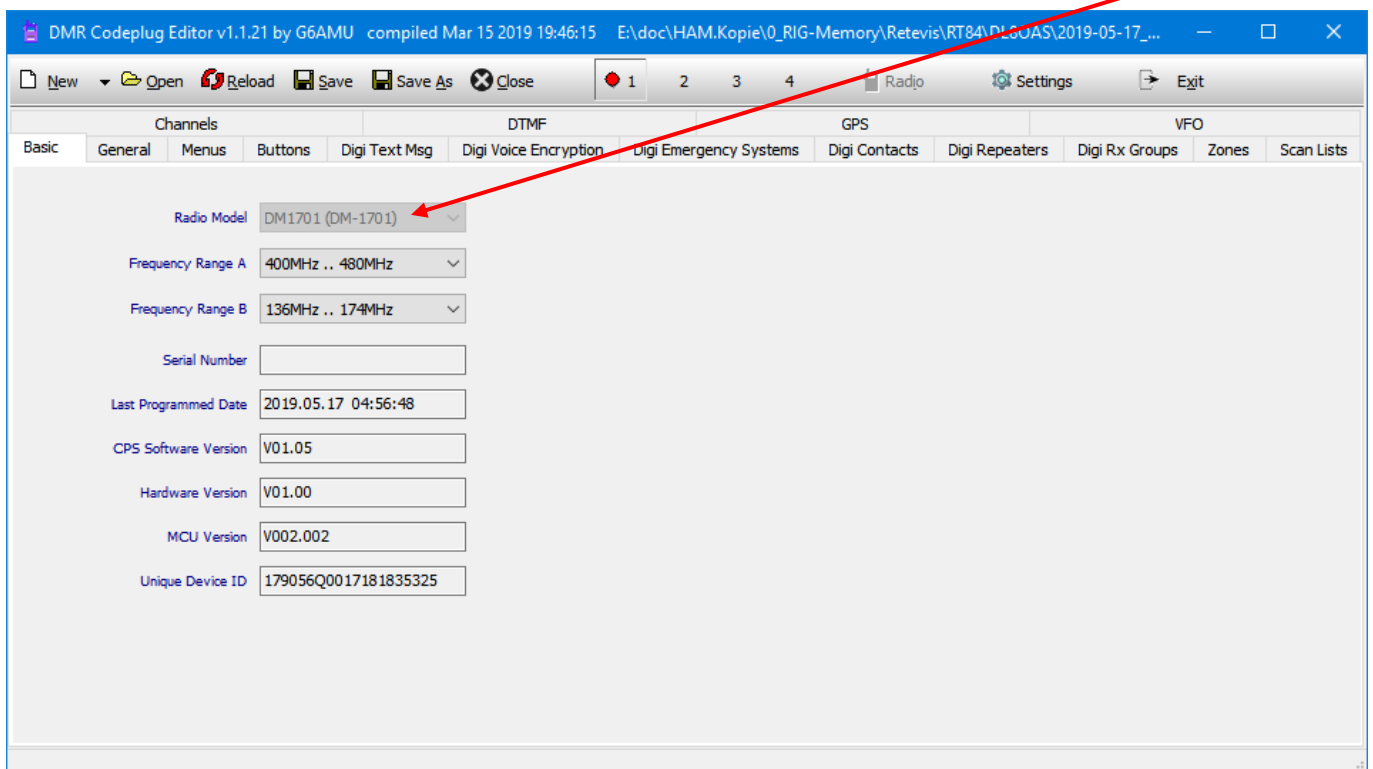 DMR Codeplug Editor v1.1.21 by G6AMU compiled Mar 15 2019 19:46:15 E:\doc\HAM.Kopie\0_RIG-Memory\Retevis\RT84\DL6OAS\2019-05-17_...
New Open Reload Save Save As Close 1 2 3 4 Radio Settings Exit
Channels DTMF GPS VFO
Basic General Menus Buttons Digi Text Msg Digi Voice Encryption Digi Emergency Systems Digi Contacts Digi Repeaters Digi Rx Groups Zones Scan Lists
Radio Model DM1701 (DM-1701)
Frequency Range A 400MHz .. 480MHz
Frequency Range B 136MHz .. 174MHz
Serial Number
Last Programmed Date 2019.05.17 04:56:48
CPS Software Version V01.05
Hardware Version V01.00
MCU Version V002.002
Unique Device ID 179056Q0017181835325